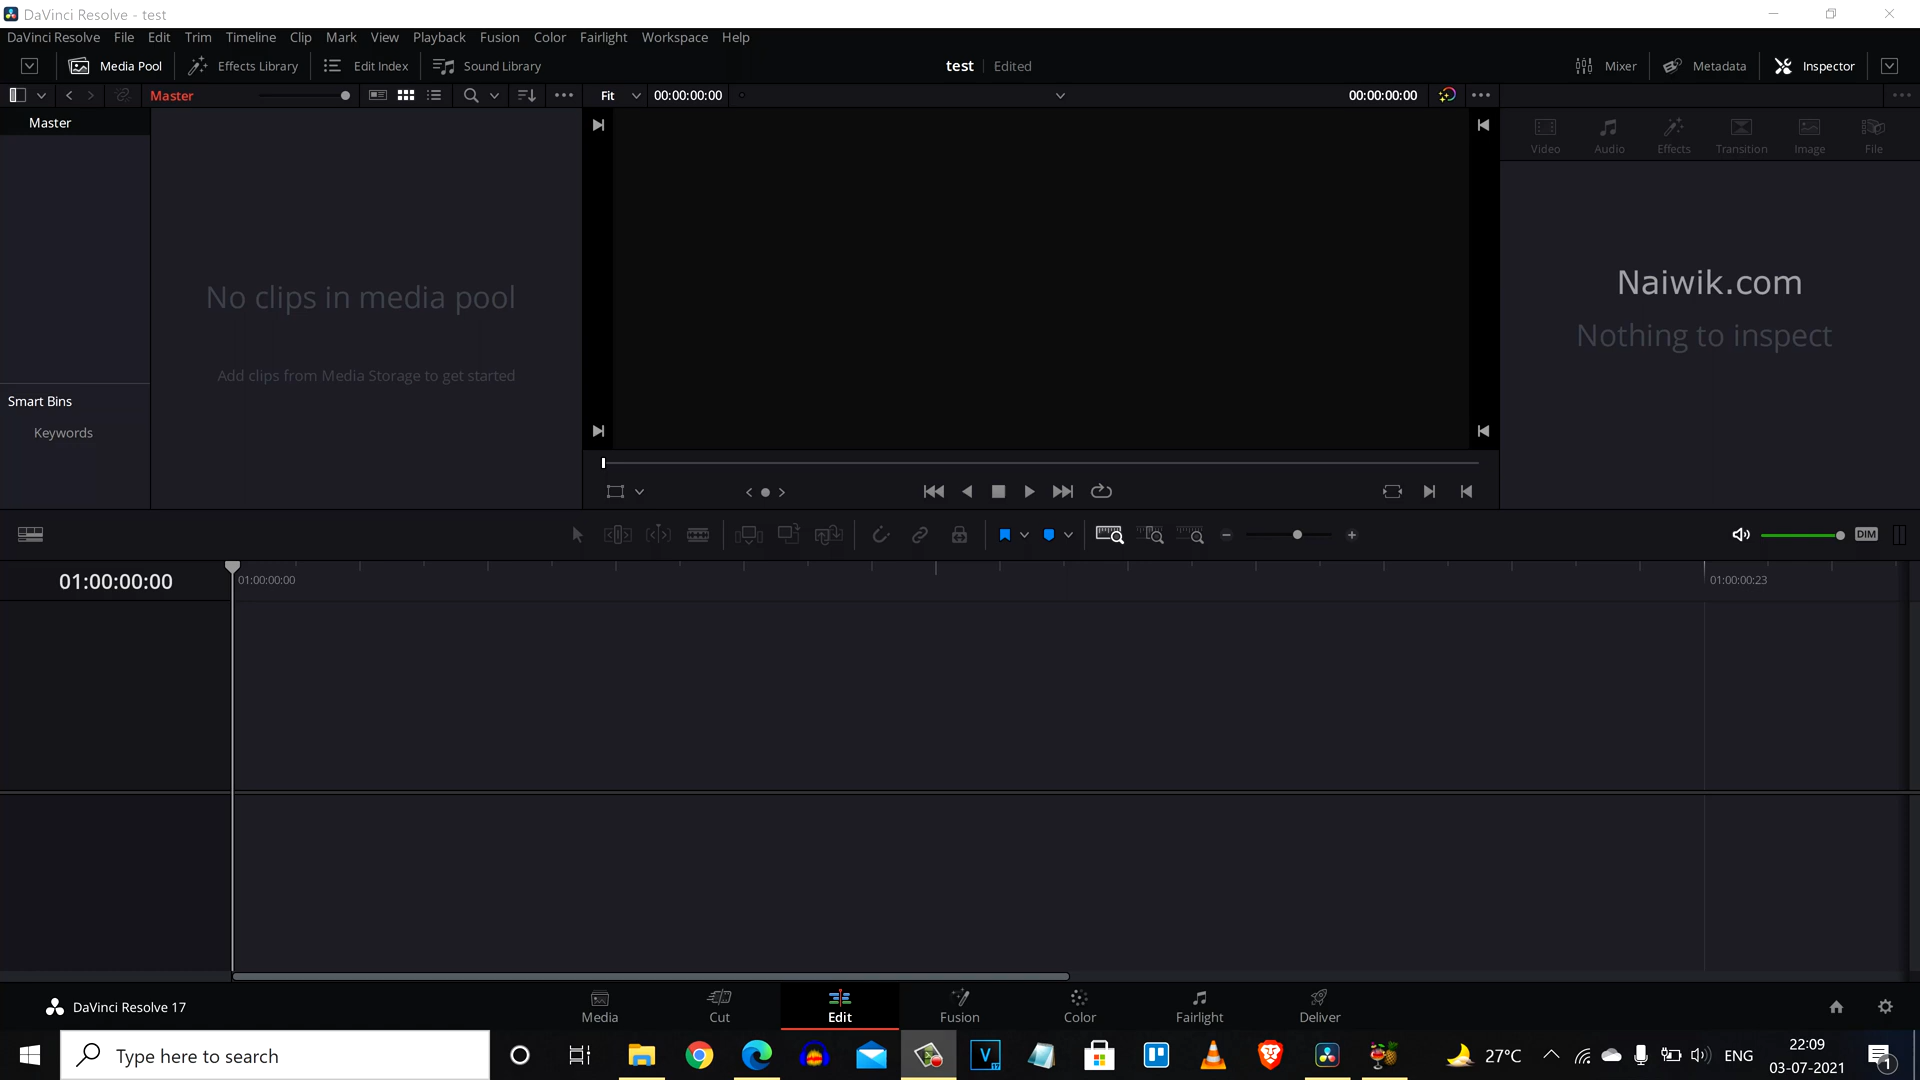 DaVinci Resolve - test
DaVinci Resolve File Edit Trim Timeline Clip Mark View Playback Fusion Color Fairlight Workspace Help
Media Pool Effects Library Edit Index Sound Library test Edited Mixer Metadata Inspector
Master Fit 00:00:00:00 00:00:00:00
Master
Video Audio Effects Transition Image File
No clips in media pool
Add clips from Media Storage to get started
Naiwik.com
Nothing to inspect
Smart Bins
Keywords
DIM
01:00:00:00 01:00:00:00 01:00:00:23
DaVinci Resolve 17 Media Cut Edit Fusion Color Fairlight Deliver
Type here to search V 17 27°C ENG 22:09
03-07-2021 1